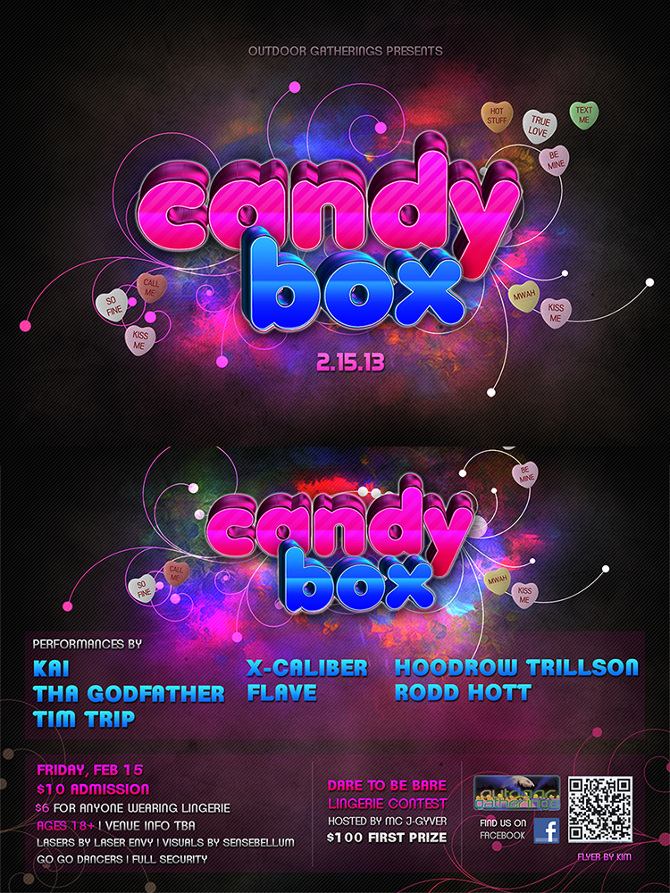 OUTDOOR GATHERINGS PRESENTS
HOT STUFF
TRUE LOVE
TEXT ME
BE MINE
candy
box
CALL ME
SO FINE
KISS ME
MWAH
KISS ME
2.15.13
BE MINE
candy
box
CALL ME
SO FINE
MWAH
KISS ME
PERFORMANCES BY
KAI
THA GODFATHER
TIM TRIP
X-CALIBER
FLAVE
HOODROW TRILLSON
RODD HOTT
FRIDAY, FEB 15
$10 ADMISSION
$6 FOR ANYONE WEARING LINGERIE
AGES 18+ | VENUE INFO TBA
LASERS BY LASER ENVY | VISUALS BY SENSEBELLUM
GO GO DANCERS | FULL SECURITY
DARE TO BE BARE
LINGERIE CONTEST
HOSTED BY MC J-GYVER
$100 FIRST PRIZE
outdoor
gatherings
FIND US ON
FACEBOOK
f
FLYER BY KIM